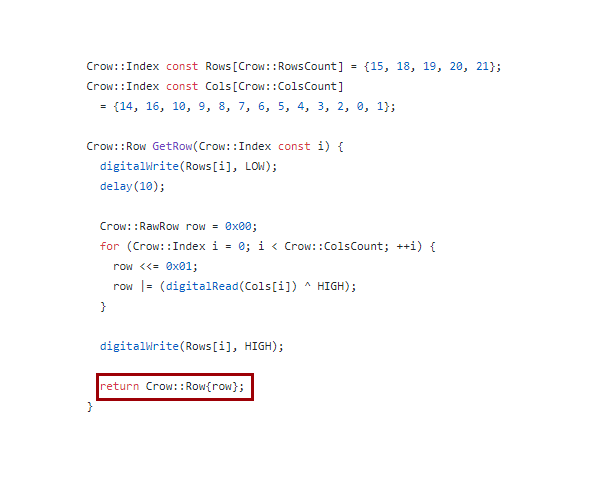 Crow::Index const Rows[Crow::RowsCount] = {15, 18, 19, 20, 21};
Crow::Index const Cols[Crow::ColsCount]
= {14, 16, 10, 9, 8, 7, 6, 5, 4, 3, 2, 0, 1};
Crow::Row GetRow(Crow::Index const i) {
digitalWrite(Rows[i], LOW);
delay(10);
Crow::RawRow row = 0x00;
for (Crow::Index i = 0; i < Crow::ColsCount; ++i) {
row <<= 0x01;
row |= (digitalRead(Cols[i]) ^ HIGH);
}
digitalWrite(Rows[i], HIGH);
return Crow::Row{row};
}